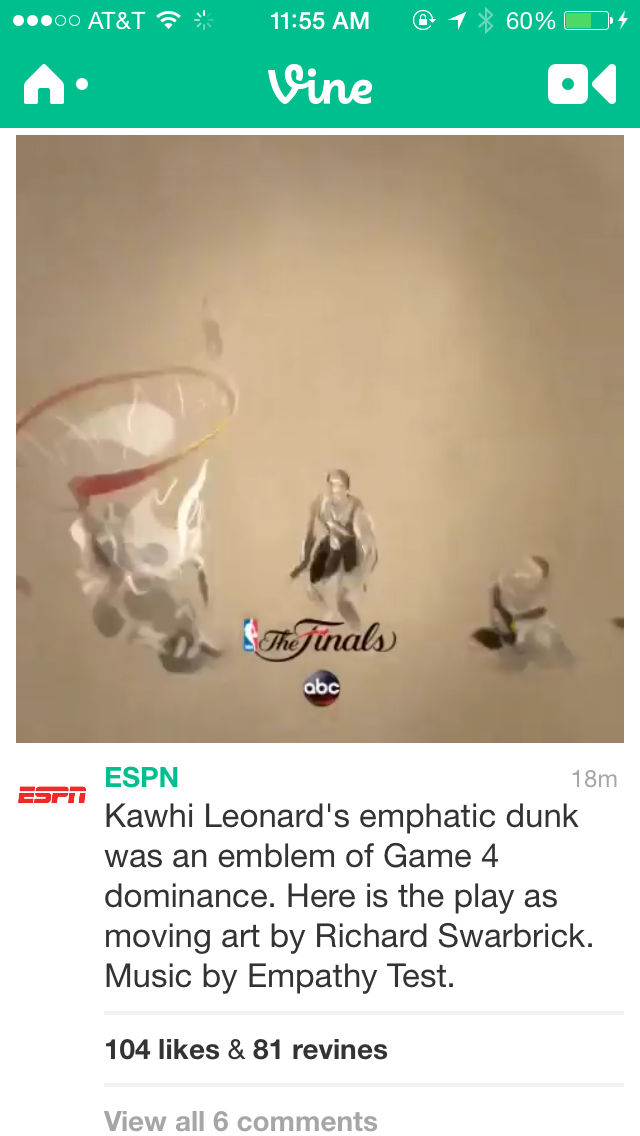 AT&T 11:55 AM 60%
Vine
The Finals
abc
ESPN
ESPN 18m
Kawhi Leonard's emphatic dunk
was an emblem of Game 4
dominance. Here is the play as
moving art by Richard Swarbrick.
Music by Empathy Test.
104 likes & 81 revines
View all 6 comments